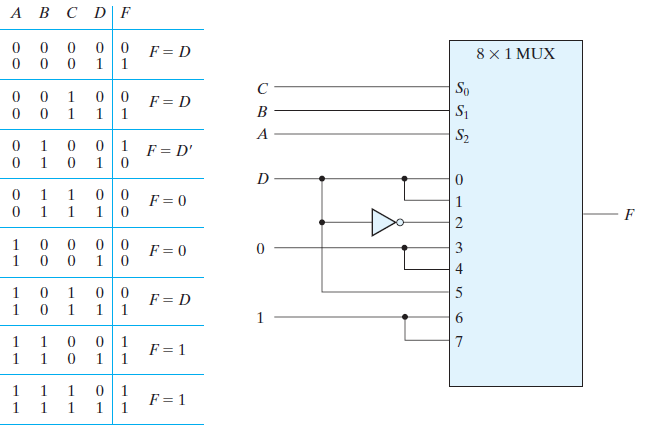 A B C D F
0 0 0 0 0
0 0 0 1 1
F = D
0 0 1 0 0
0 0 1 1 1
F = D
0 1 0 0 1
0 1 0 1 0
F = D'
0 1 1 0 0
0 1 1 1 0
F = 0
1 0 0 0 0
1 0 0 1 0
F = 0
1 0 1 0 0
1 0 1 1 1
F = D
1 1 0 0 1
1 1 0 1 1
F = 1
1 1 1 0 1
1 1 1 1 1
F = 1
8 × 1 MUX
C S₀
B S₁
A S₂
D 0
1
2
0 3
4
5
1 6
7
F